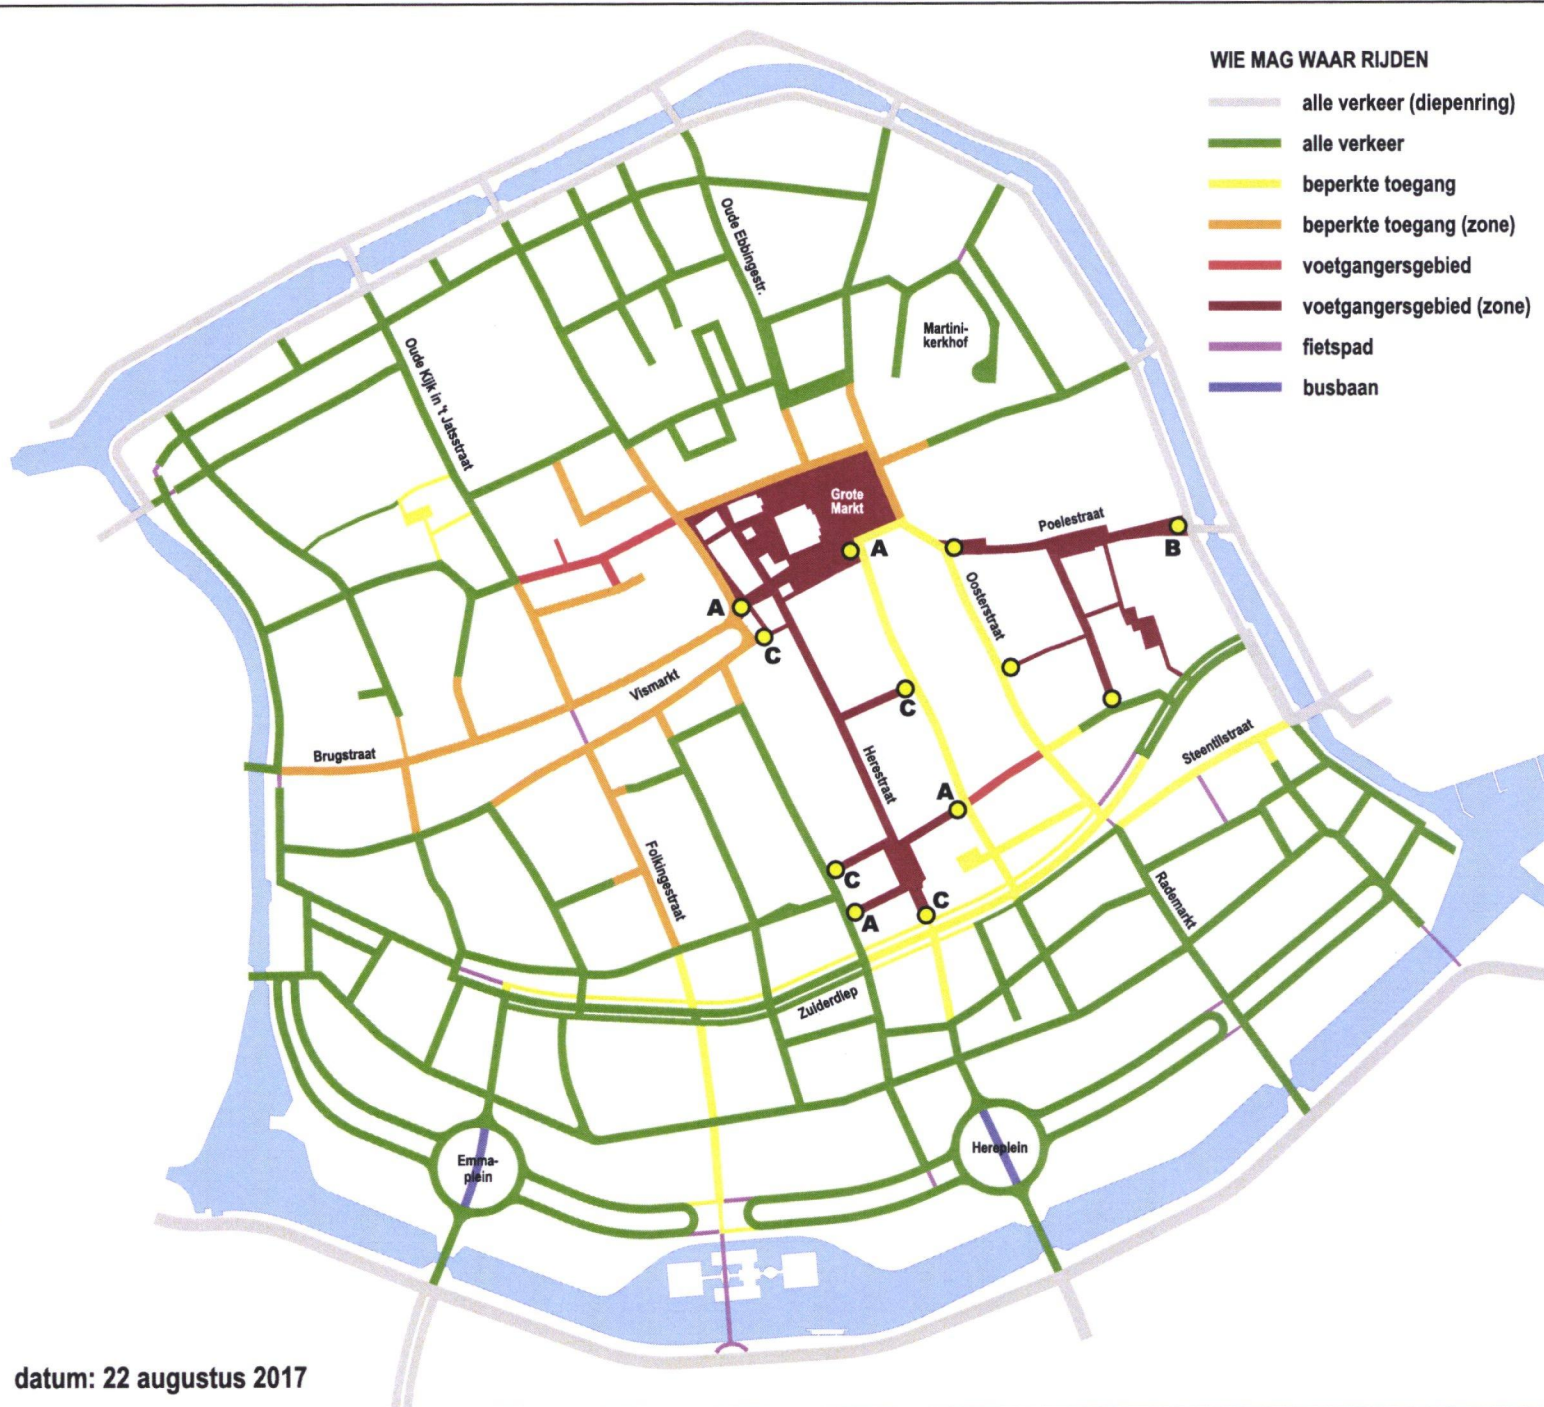 WIE MAG WAAR RIJDEN
alle verkeer (diepenring)
alle verkeer
beperkte toegang
beperkte toegang (zone)
voetgangersgebied
voetgangersgebied (zone)
fietspad
busbaan
Oude Ebbingestr.
Martini-
kerkhof
Oude Kijk in 't Jatsstraat
Grote
Markt
A
Poelestraat
B
Oosterstraat
A
C
Vismarkt
C
Brugstraat
Herestraat
Steentilstraat
A
Folkingestraat
C
A
C
Rademarkt
Zuiderdiep
Emma-
plein
Hereplein
datum: 22 augustus 2017